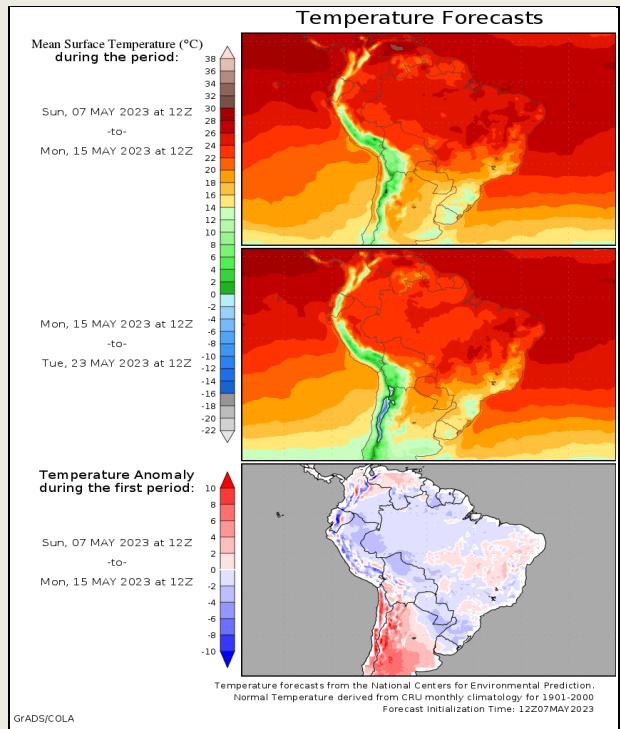 Temperature Forecasts
Mean Surface Temperature (°C)
during the period:
Sun, 07 MAY 2023 at 12Z
-to-
Mon, 15 MAY 2023 at 12Z
38
36
34
32
30
28
26
24
22
20
18
16
14
12
10
8
6
4
2
0
-2
-4
-6
-8
-10
-12
-14
-16
-18
-20
-22
Mon, 15 MAY 2023 at 12Z
-to-
Tue, 23 MAY 2023 at 12Z
Temperature Anomaly
during the first period:
Sun, 07 MAY 2023 at 12Z
-to-
Mon, 15 MAY 2023 at 12Z
10
8
6
4
2
0
-2
-4
-6
-8
-10
Temperature forecasts from the National Centers for Environmental Prediction.
Normal Temperature derived from CRU monthly climatology for 1901-2000
Forecast Initialization Time: 12Z07MAY2023
GrADS/COLA